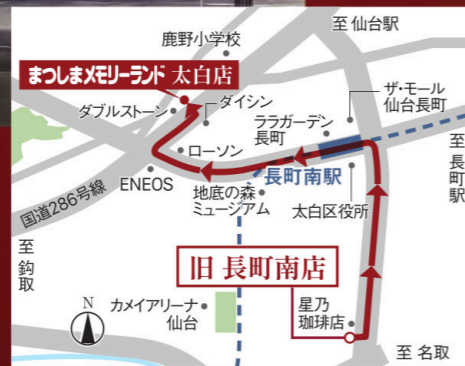 至 仙台駅
鹿野小学校
まつしまメモリーランド 太白店
ザ・モール
仙台長町
ダブルストーン
ダイシン
ララガーデン
長町
ローソン
至 長町駅
長町南駅
ENEOS
地底の森
ミュージアム
太白区役所
国道286号線
至 鈎取
旧 長町南店
N
カメイアリーナ
仙台
星乃
珈琲店
至 名取